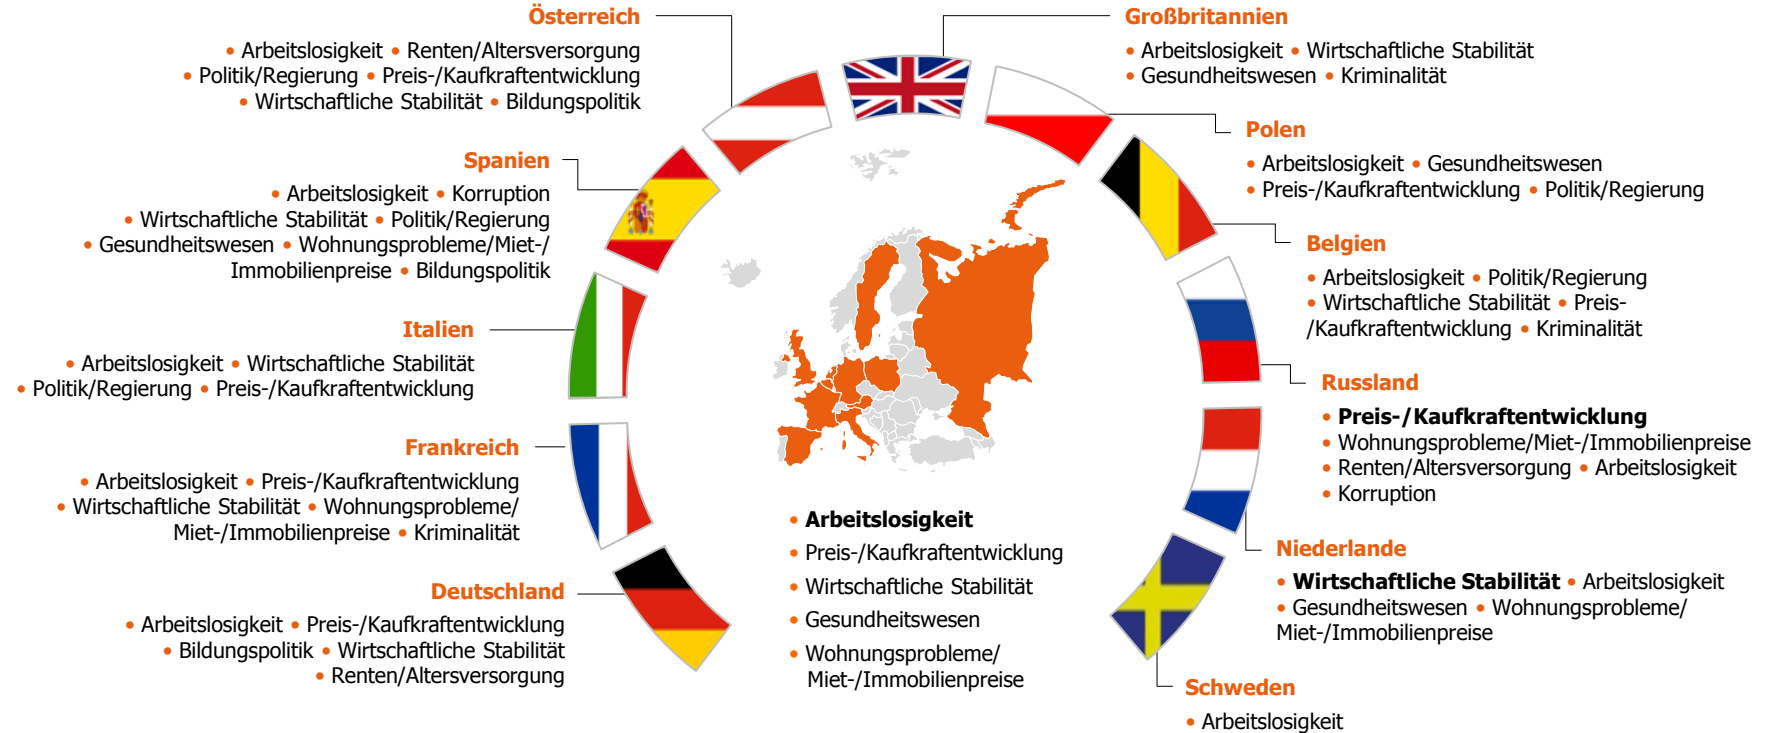 Österreich
• Arbeitslosigkeit • Renten/Altersversorgung
• Politik/Regierung • Preis-/Kaufkraftentwicklung
• Wirtschaftliche Stabilität • Bildungspolitik
Spanien
• Arbeitslosigkeit • Korruption
• Wirtschaftliche Stabilität • Politik/Regierung
• Gesundheitswesen • Wohnungsprobleme/Miet-/
Immobilienpreise • Bildungspolitik
Italien
• Arbeitslosigkeit • Wirtschaftliche Stabilität
• Politik/Regierung • Preis-/Kaufkraftentwicklung
Frankreich
• Arbeitslosigkeit • Preis-/Kaufkraftentwicklung
• Wirtschaftliche Stabilität • Wohnungsprobleme/
Miet-/Immobilienpreise • Kriminalität
Deutschland
• Arbeitslosigkeit • Preis-/Kaufkraftentwicklung
• Bildungspolitik • Wirtschaftliche Stabilität
• Renten/Altersversorgung
• Arbeitslosigkeit
• Preis-/Kaufkraftentwicklung
• Wirtschaftliche Stabilität
• Gesundheitswesen
• Wohnungsprobleme/
Miet-/Immobilienpreise
Großbritannien
• Arbeitslosigkeit • Wirtschaftliche Stabilität
• Gesundheitswesen • Kriminalität
Polen
• Arbeitslosigkeit • Gesundheitswesen
• Preis-/Kaufkraftentwicklung • Politik/Regierung
Belgien
• Arbeitslosigkeit • Politik/Regierung
• Wirtschaftliche Stabilität • Preis-
/Kaufkraftentwicklung • Kriminalität
Russland
• Preis-/Kaufkraftentwicklung
• Wohnungsprobleme/Miet-/Immobilienpreise
• Renten/Altersversorgung • Arbeitslosigkeit
• Korruption
Niederlande
• Wirtschaftliche Stabilität • Arbeitslosigkeit
• Gesundheitswesen • Wohnungsprobleme/
Miet-/Immobilienpreise
Schweden
• Arbeitslosigkeit